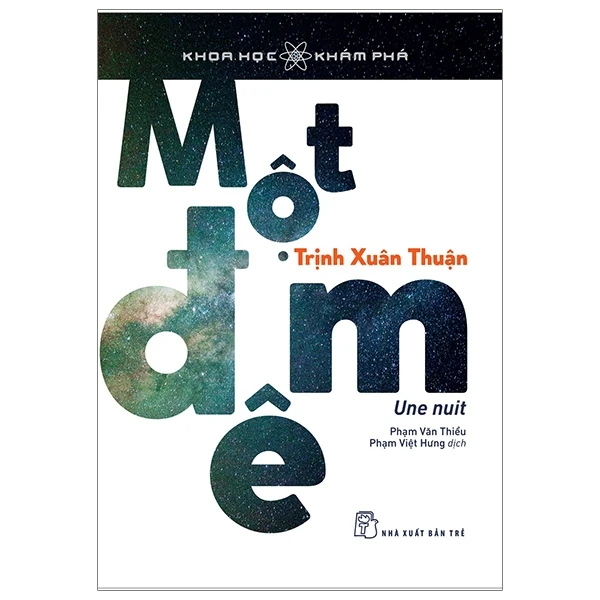 KHOA HỌC KHÁM PHÁ
Một
Trịnh Xuân Thuận
đêm
Une nuit
Phạm Văn Thiều
Phạm Việt Hưng dịch
NHÀ XUẤT BẢN TRẺ